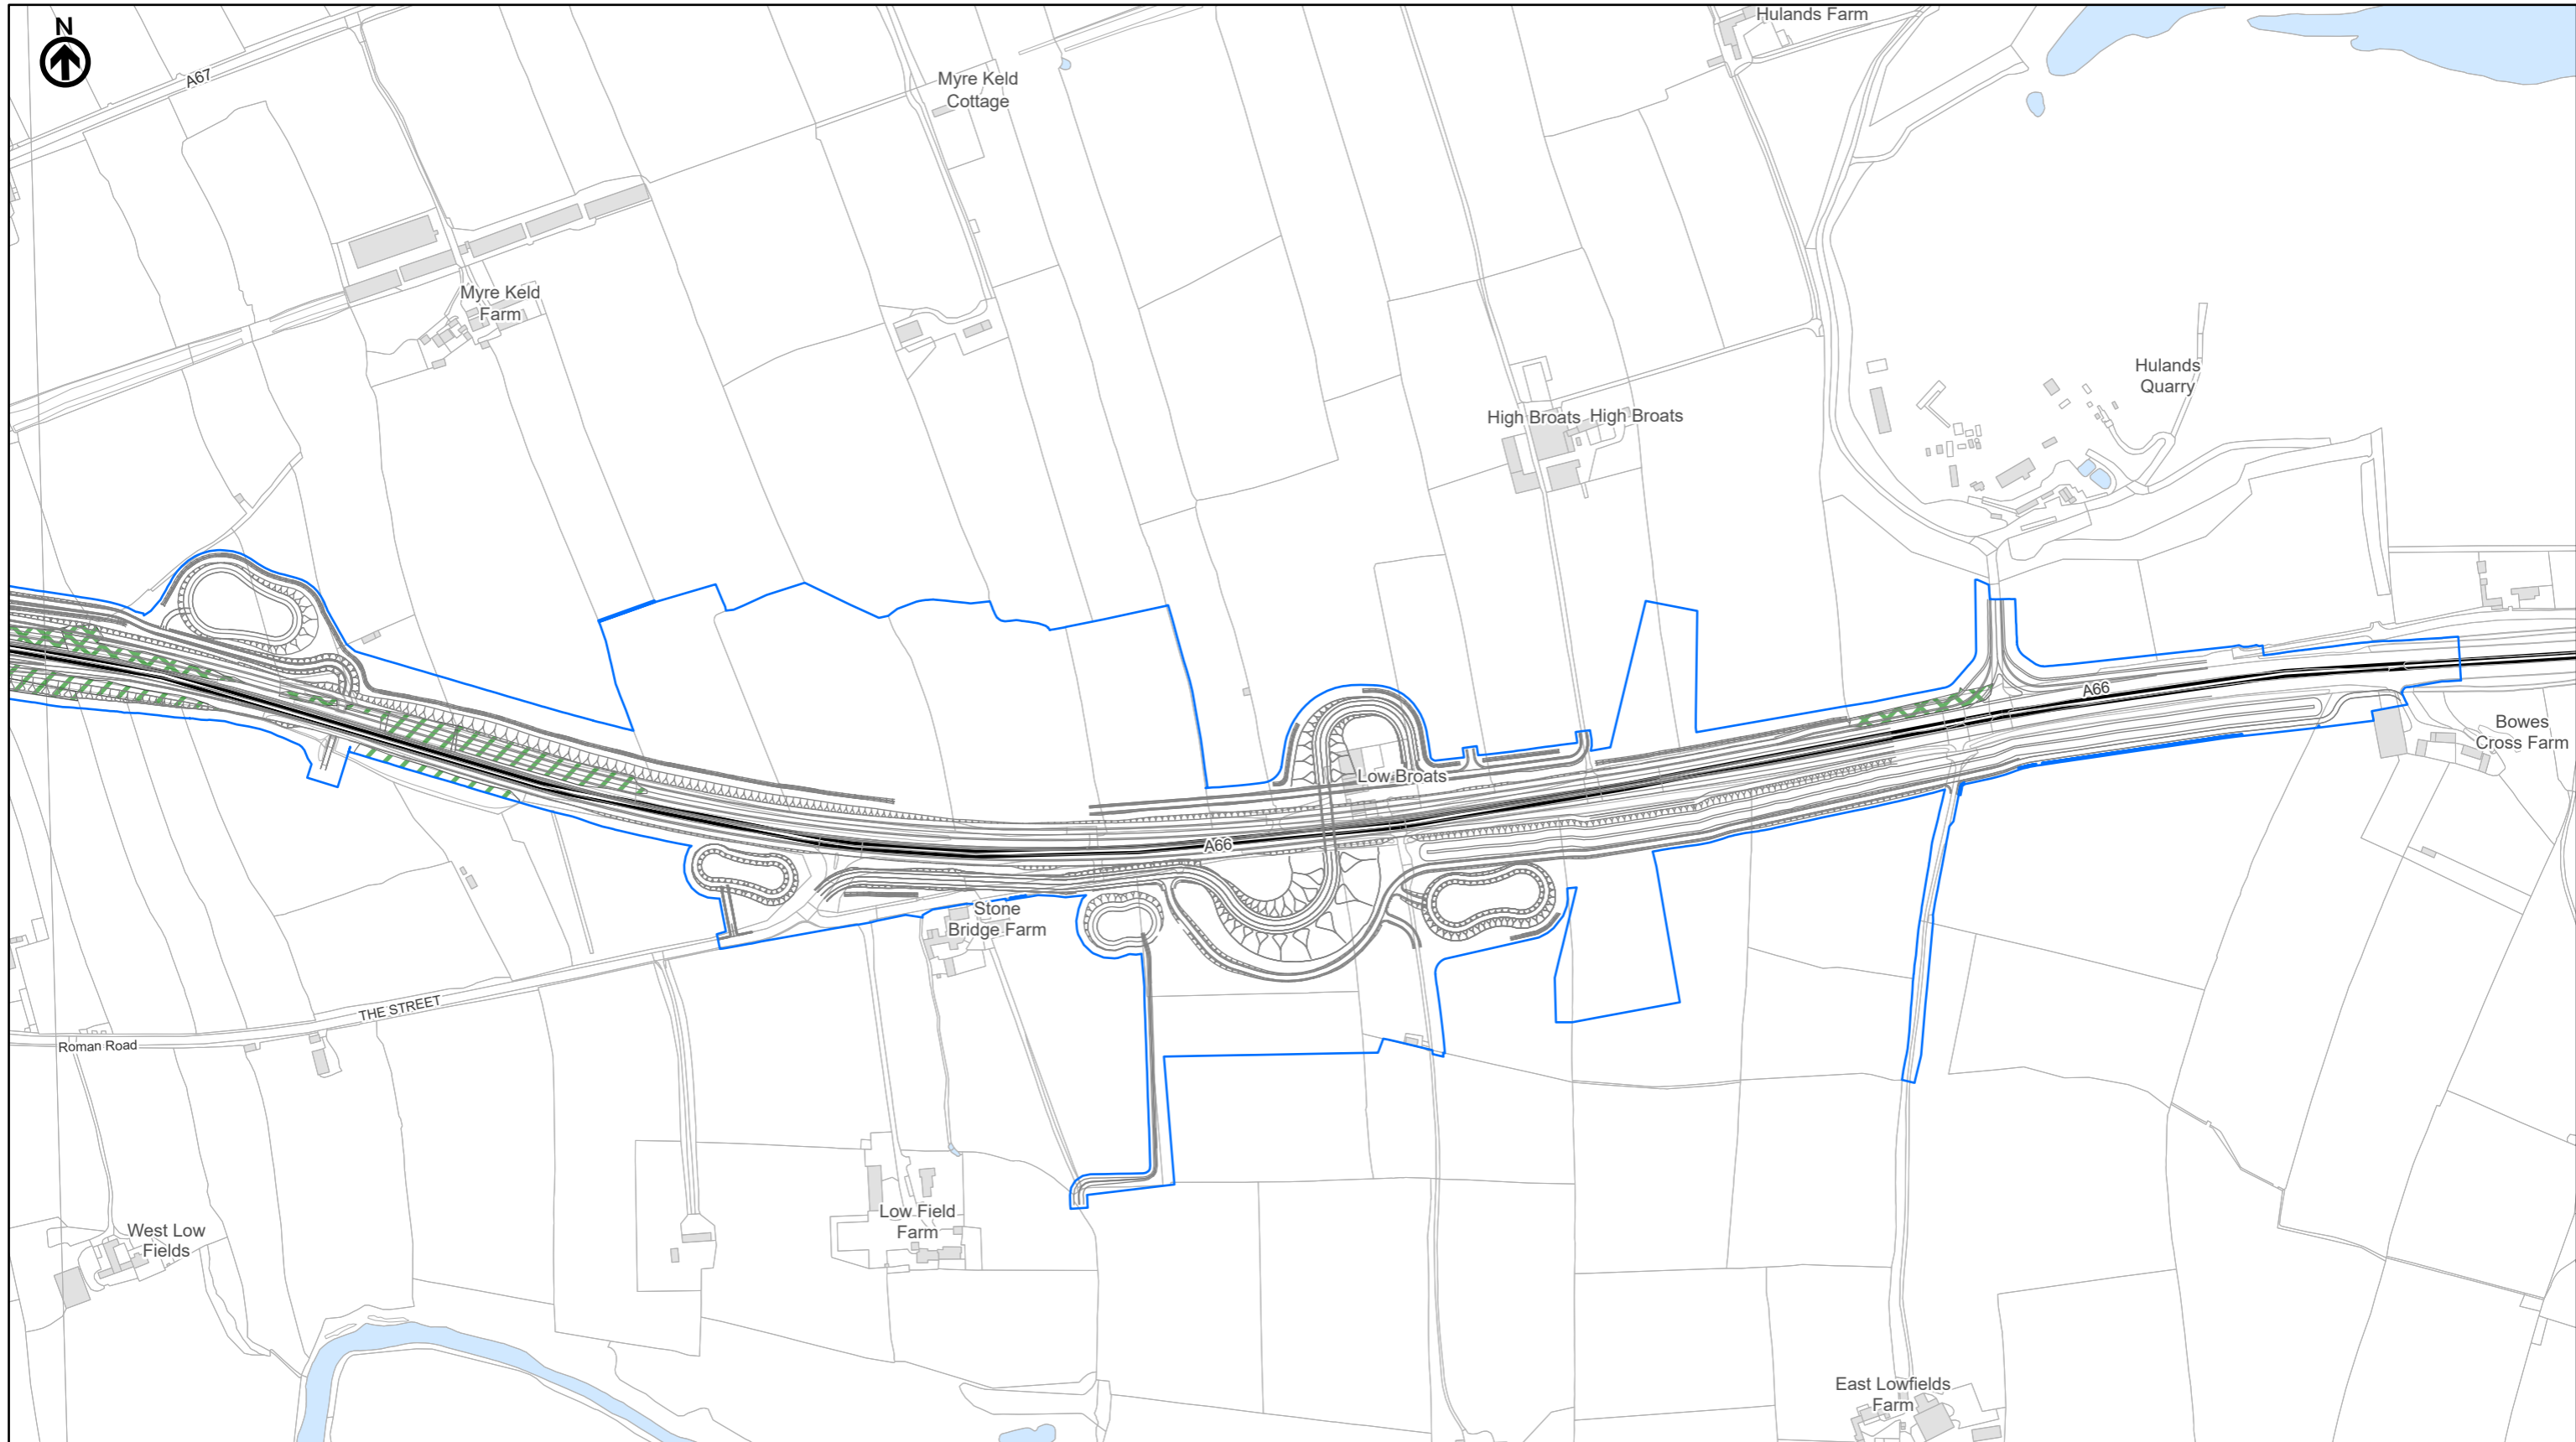 N
Hulands Farm
A67
Myre Keld
Cottage
Myre Keld
Farm
Hulands
Quarry
High Broats
High Broats
A66
Bowes
Cross Farm
Low Broats
A66
Stone
Bridge Farm
THE STREET
Roman Road
Low Field
Farm
West Low
Fields
East Lowfields
Farm